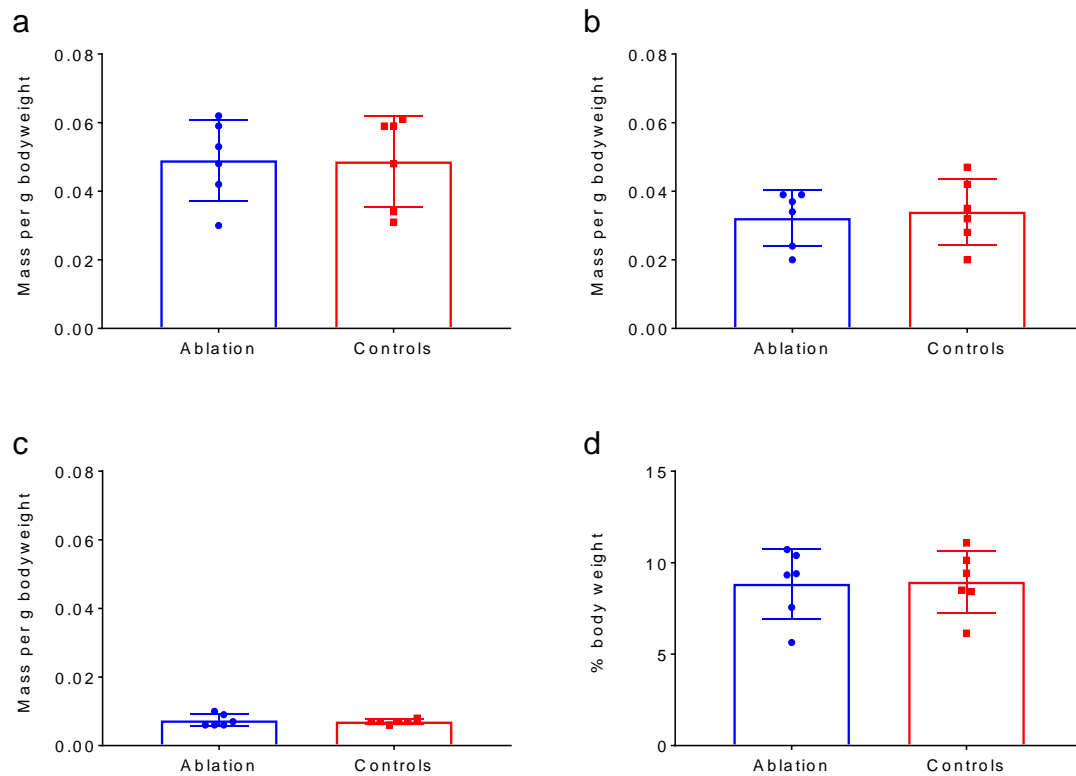 a
Mass per g bodyweight
0.08
0.06
0.04
0.02
0.00
Ablation
Controls
b
Mass per g bodyweight
0.08
0.06
0.04
0.02
0.00
Ablation
Controls
c
Mass per g bodyweight
0.08
0.06
0.04
0.02
0.00
Ablation
Controls
d
% body weight
15
10
5
0
Ablation
Controls